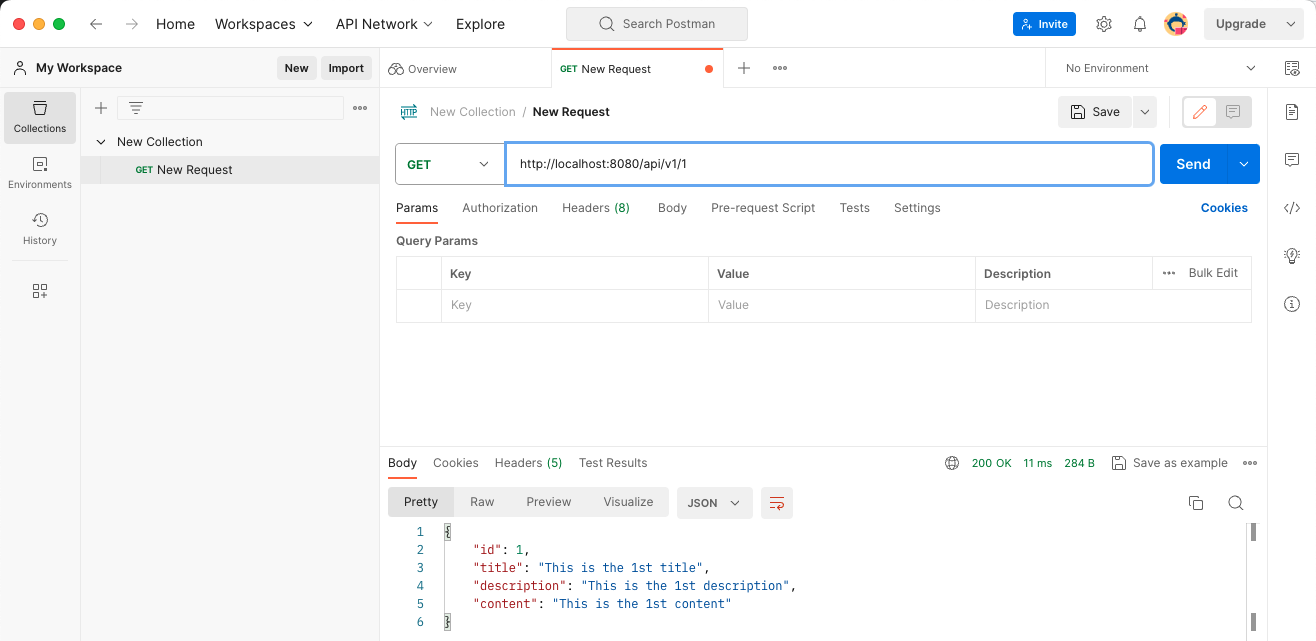 Home
Workspaces
API Network
Explore
Search Postman
Invite
Upgrade
My Workspace
New
Import
Overview
GET New Request
No Environment
Collections
Environments
History
New Collection
GET New Request
HTTP New Collection / New Request
Save
GET
http://localhost:8080/api/v1/1
Send
Params
Authorization
Headers (8)
Body
Pre-request Script
Tests
Settings
Cookies
Query Params
Key Value Description Bulk Edit
Key Value Description
Body
Cookies
Headers (5)
Test Results
200 OK 11 ms 284 B
Save as example
Pretty
Raw
Preview
Visualize
JSON
1 {
2 "id": 1,
3 "title": "This is the 1st title",
4 "description": "This is the 1st description",
5 "content": "This is the 1st content"
6 }